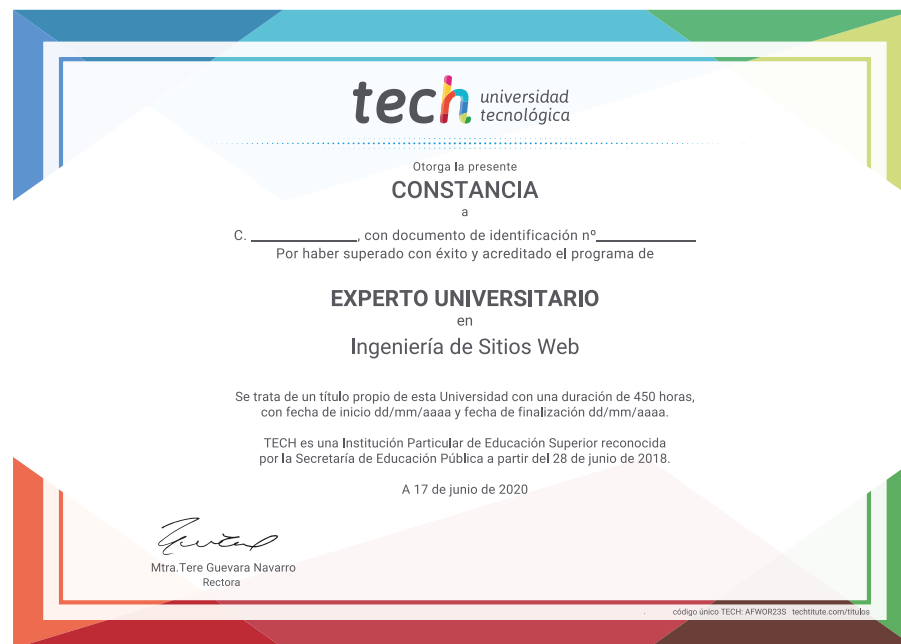 tech universidad
tecnológica
Otorga la presente
CONSTANCIA
a
C. ____________, con documento de identificación nº____________
Por haber superado con éxito y acreditado el programa de
EXPERTO UNIVERSITARIO
en
Ingeniería de Sitios Web
Se trata de un título propio de esta Universidad con una duración de 450 horas,
con fecha de inicio dd/mm/aaaa y fecha de finalización dd/mm/aaaa.
TECH es una Institución Particular de Educación Superior reconocida
por la Secretaría de Educación Pública a partir del 28 de junio de 2018.
A 17 de junio de 2020
Mtra.Tere Guevara Navarro
Rectora
código único TECH: AFWOR23S techtitute.com/titulos